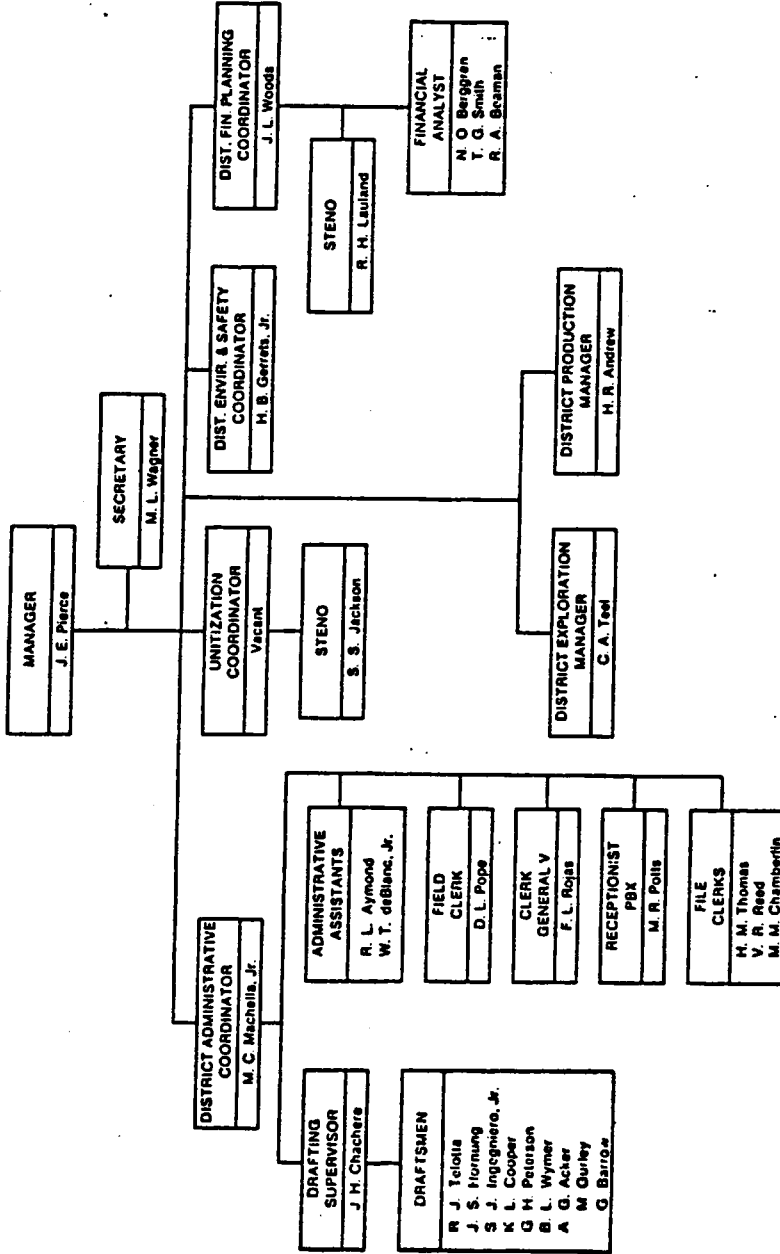 MANAGER
J. E. Pierce
SECRETARY
M. L. Wagner
DISTRICT ADMINISTRATIVE
COORDINATOR
M. C. Machella, Jr.
UNITIZATION
COORDINATOR
Vacant
DIST. ENVIR. & SAFETY
COORDINATOR
H. B. Gerrets, Jr.
DIST. FIN. PLANNING
COORDINATOR
J. L. Woods
STENO
S. S. Jackson
STENO
R. H. Lauland
FINANCIAL
ANALYST
N. O Berggren
T. G. Smith
R. A. Beaman
DRAFTING
SUPERVISOR
J H. Chachere
DRAFTSMEN
R J. Telotta
J. S. Hornung
S J. Ingegniero, Jr.
K L. Cooper
G H. Peterson
B. L. Wymer
A G. Acker
M Gurley
G Barrow
ADMINISTRATIVE
ASSISTANTS
R. L. Aymond
W. T. deBlanc, Jr.
FIELD
CLERK
D. L. Pope
CLERK
GENERAL V
F. L. Rojas
RECEPTIONIST
PBX
M. R. Potts
FILE
CLERKS
H. M. Thomas
V. R. Reed
M. M. Chamberlin
DISTRICT EXPLORATION
MANAGER
C. A. Teel
DISTRICT PRODUCTION
MANAGER
H. R. Andrew